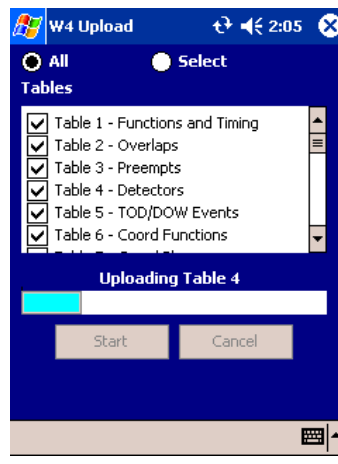 W4 Upload 2:05
All Select
Tables
Table 1 - Functions and Timing
Table 2 - Overlaps
Table 3 - Preempts
Table 4 - Detectors
Table 5 - TOD/DOW Events
Table 6 - Coord Functions
Uploading Table 4
Start Cancel